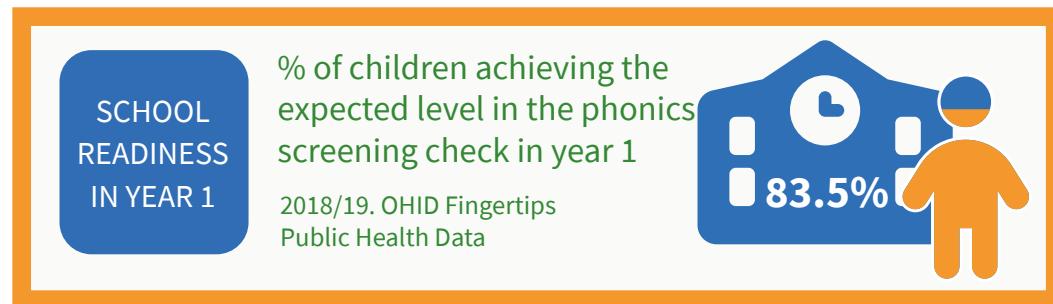 SCHOOL
READINESS
IN YEAR 1
% of children achieving the
expected level in the phonics
screening check in year 1
2018/19. OHID Fingertips
Public Health Data
83.5%